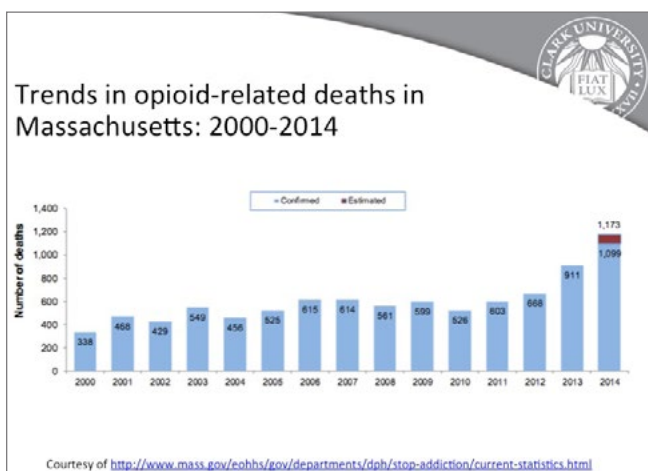 CLARK UNIVERSITY
FIAT
LUX
Trends in opioid-related deaths in
Massachusetts: 2000-2014
Confirmed Estimated
Number of deaths
1,400
1,200
1,000
800
600
400
200
0
338
468
429
549
456
525
615
614
561
599
526
603
668
911
1,173
1,099
2000 2001 2002 2003 2004 2005 2006 2007 2008 2009 2010 2011 2012 2013 2014
Courtesy of http://www.mass.gov/eohhs/gov/departments/dph/stop-addiction/current-statistics.html